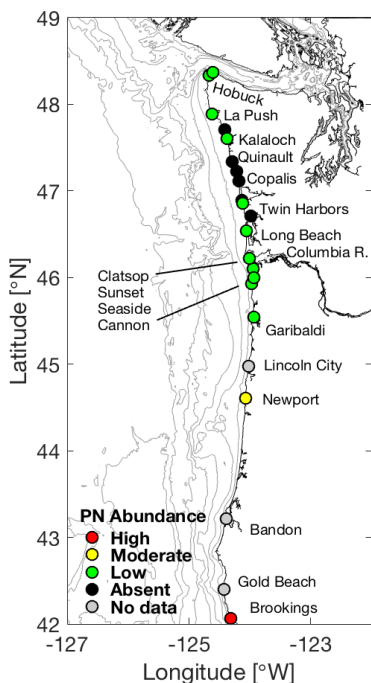 49
48
47
46
45
44
43
42
Latitude [°N]
Hobuck
La Push
Kalaloch
Quinault
Copalis
Twin Harbors
Long Beach
Columbia R.
Clatsop
Sunset
Seaside
Cannon
Garibaldi
Lincoln City
Newport
Bandon
Gold Beach
Brookings
PN Abundance
High
Moderate
Low
Absent
No data
-127
-125
-123
Longitude [°W]